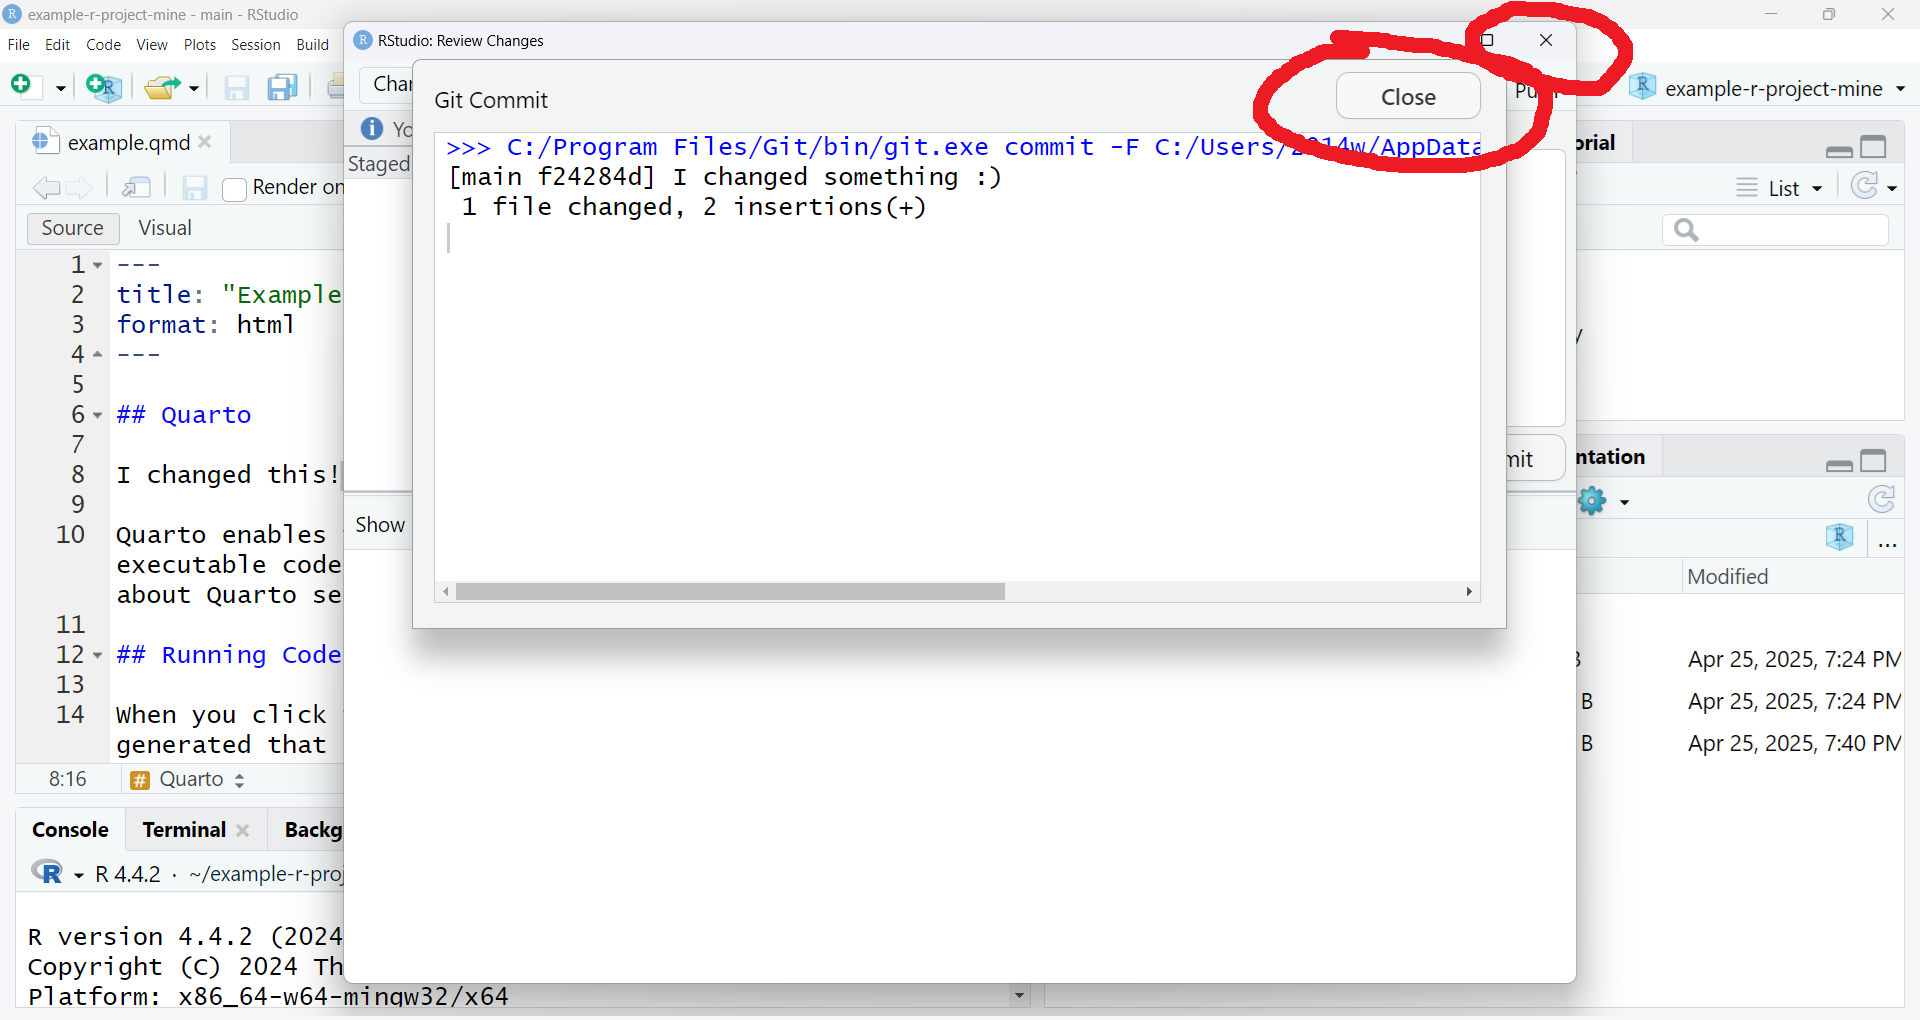 example-r-project-mine - main - RStudio
File Edit Code View Plots Session Build
RStudio: Review Changes
Git Commit
Close
example-r-project-mine
>>> C:/Program Files/Git/bin/git.exe commit -F C:/Users/2014w/AppData
[main f24284d] I changed something :)
1 file changed, 2 insertions(+)
Staged
Show
example.qmd
Render on
Source Visual
1 ---
2 title: "Example
3 format: html
4 ---
5
6 ## Quarto
7
8 I changed this!
9
10 Quarto enables
executable code
about Quarto se
11
12 ## Running Code
13
14 When you click
generated that
8:16 # Quarto
Console Terminal Backg
R 4.4.2 · ~/example-r-proj
R version 4.4.2 (2024
Copyright (C) 2024 Th
Platform: x86_64-w64-mingw32/x64
orial
List
mit
ntation
...
Modified
Apr 25, 2025, 7:24 PM
B Apr 25, 2025, 7:24 PM
B Apr 25, 2025, 7:40 PM